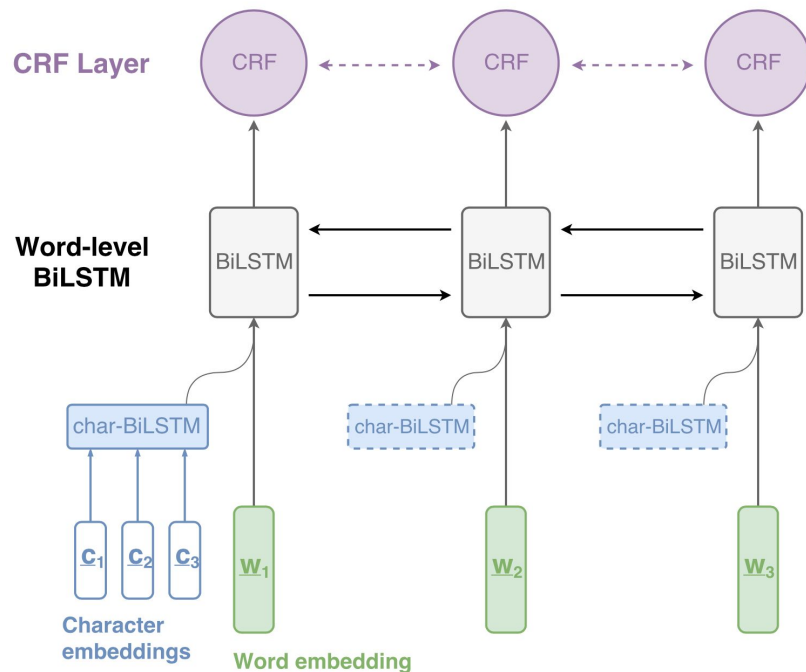 CRF Layer
CRF
CRF
CRF
Word-level
BiLSTM
BiLSTM
BiLSTM
BiLSTM
char-BiLSTM
char-BiLSTM
char-BiLSTM
c₁
c₂
c₃
w₁
w₂
w₃
Character
embeddings
Word embedding